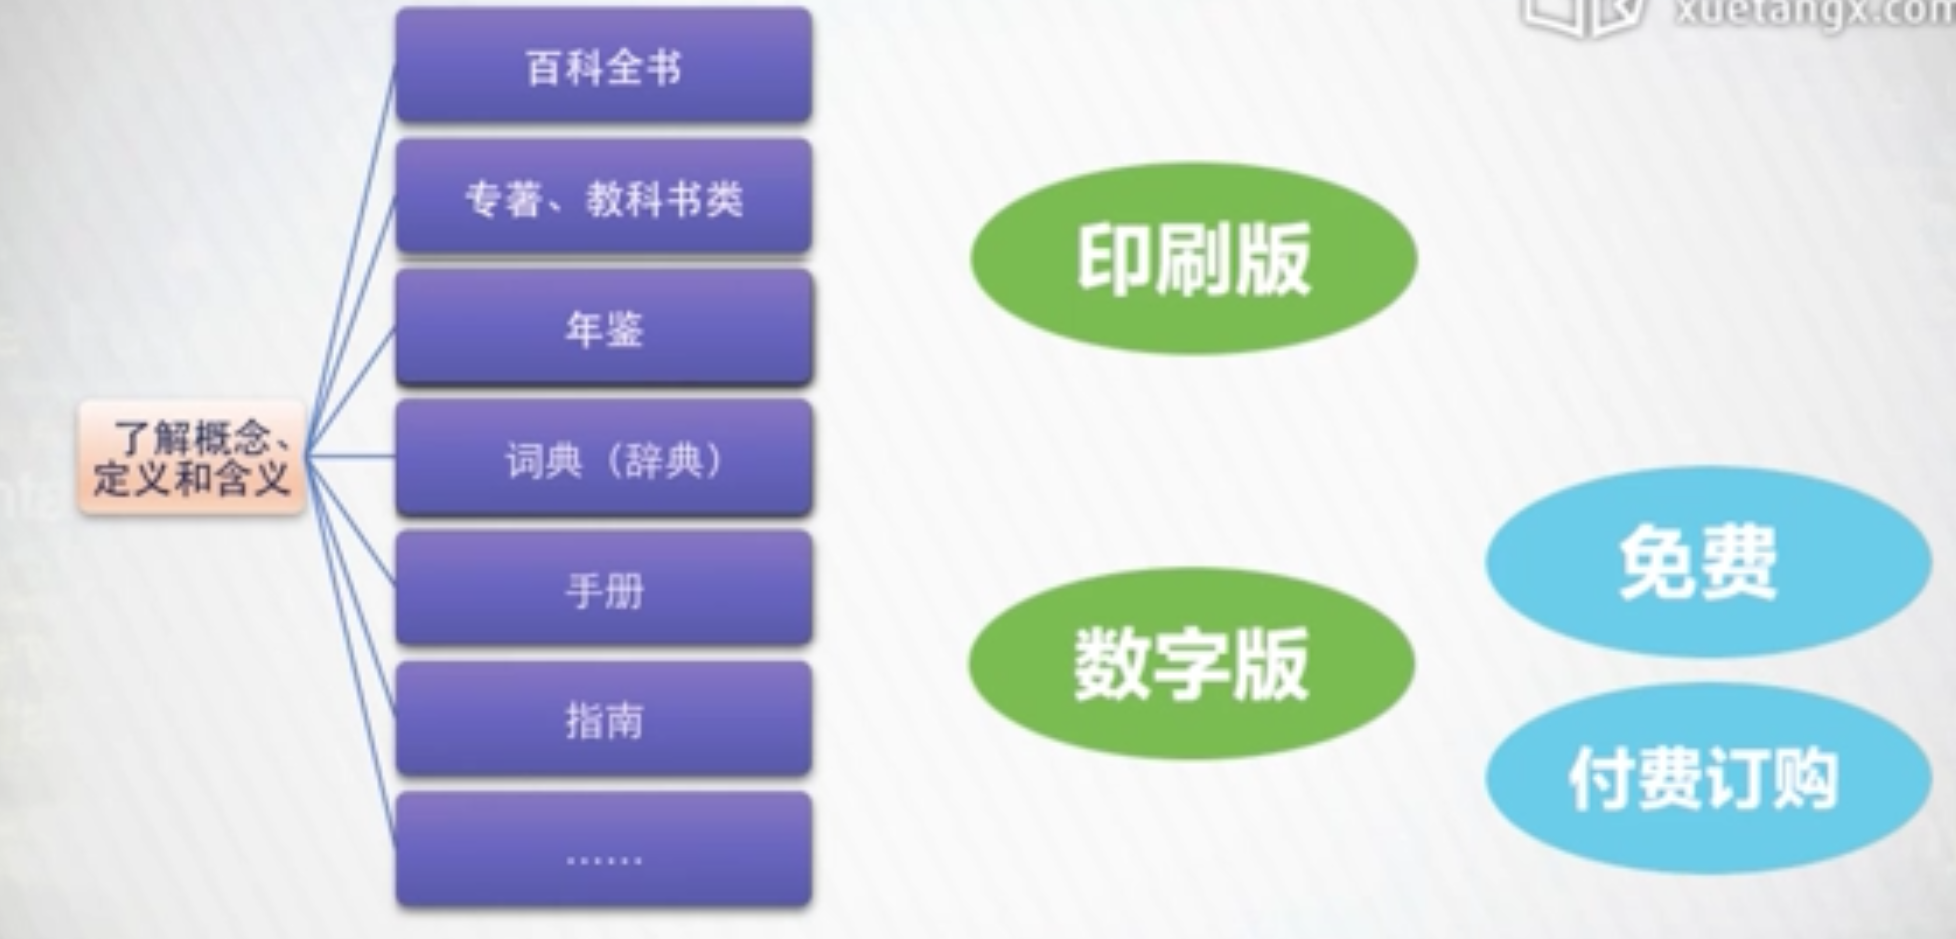 xuetangx.com
百科全书
专著、教科书类
年鉴
词典（辞典）
手册
指南
......
了解概念、
定义和含义
印刷版
数字版
免费
付费订购